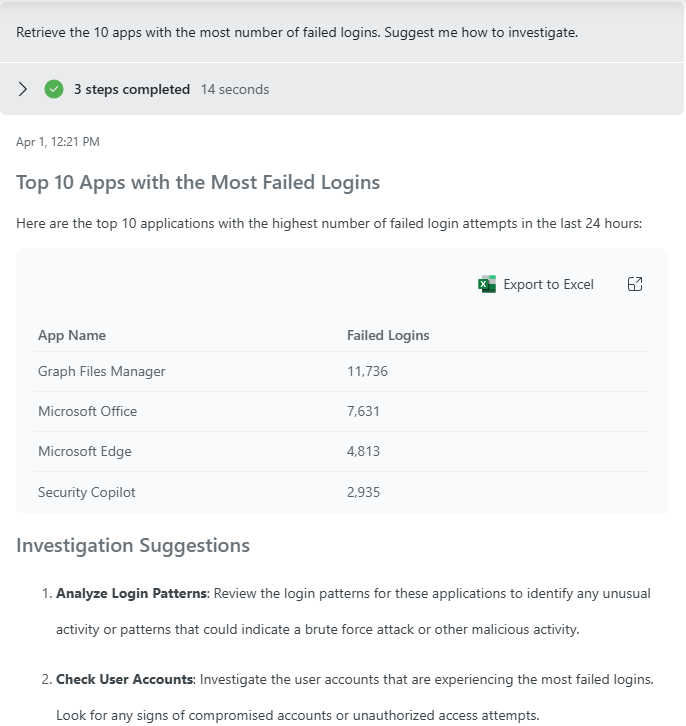 Retrieve the 10 apps with the most number of failed logins. Suggest me how to investigate.
3 steps completed 14 seconds
Apr 1, 12:21 PM
Top 10 Apps with the Most Failed Logins
Here are the top 10 applications with the highest number of failed login attempts in the last 24 hours:
Export to Excel
App Name Failed Logins
Graph Files Manager 11,736
Microsoft Office 7,631
Microsoft Edge 4,813
Security Copilot 2,935
Investigation Suggestions
1. Analyze Login Patterns: Review the login patterns for these applications to identify any unusual
activity or patterns that could indicate a brute force attack or other malicious activity.
2. Check User Accounts: Investigate the user accounts that are experiencing the most failed logins.
Look for any signs of compromised accounts or unauthorized access attempts.